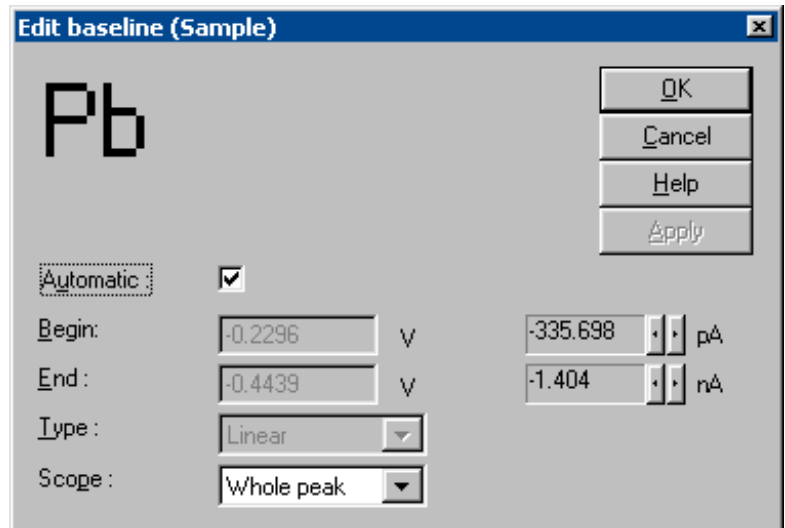 Edit baseline (Sample)
Pb
OK
Cancel
Help
Apply
Automatic :
Begin: -0.2296 V -335.698 pA
End : -0.4439 V -1.404 nA
Type : Linear
Scope : Whole peak